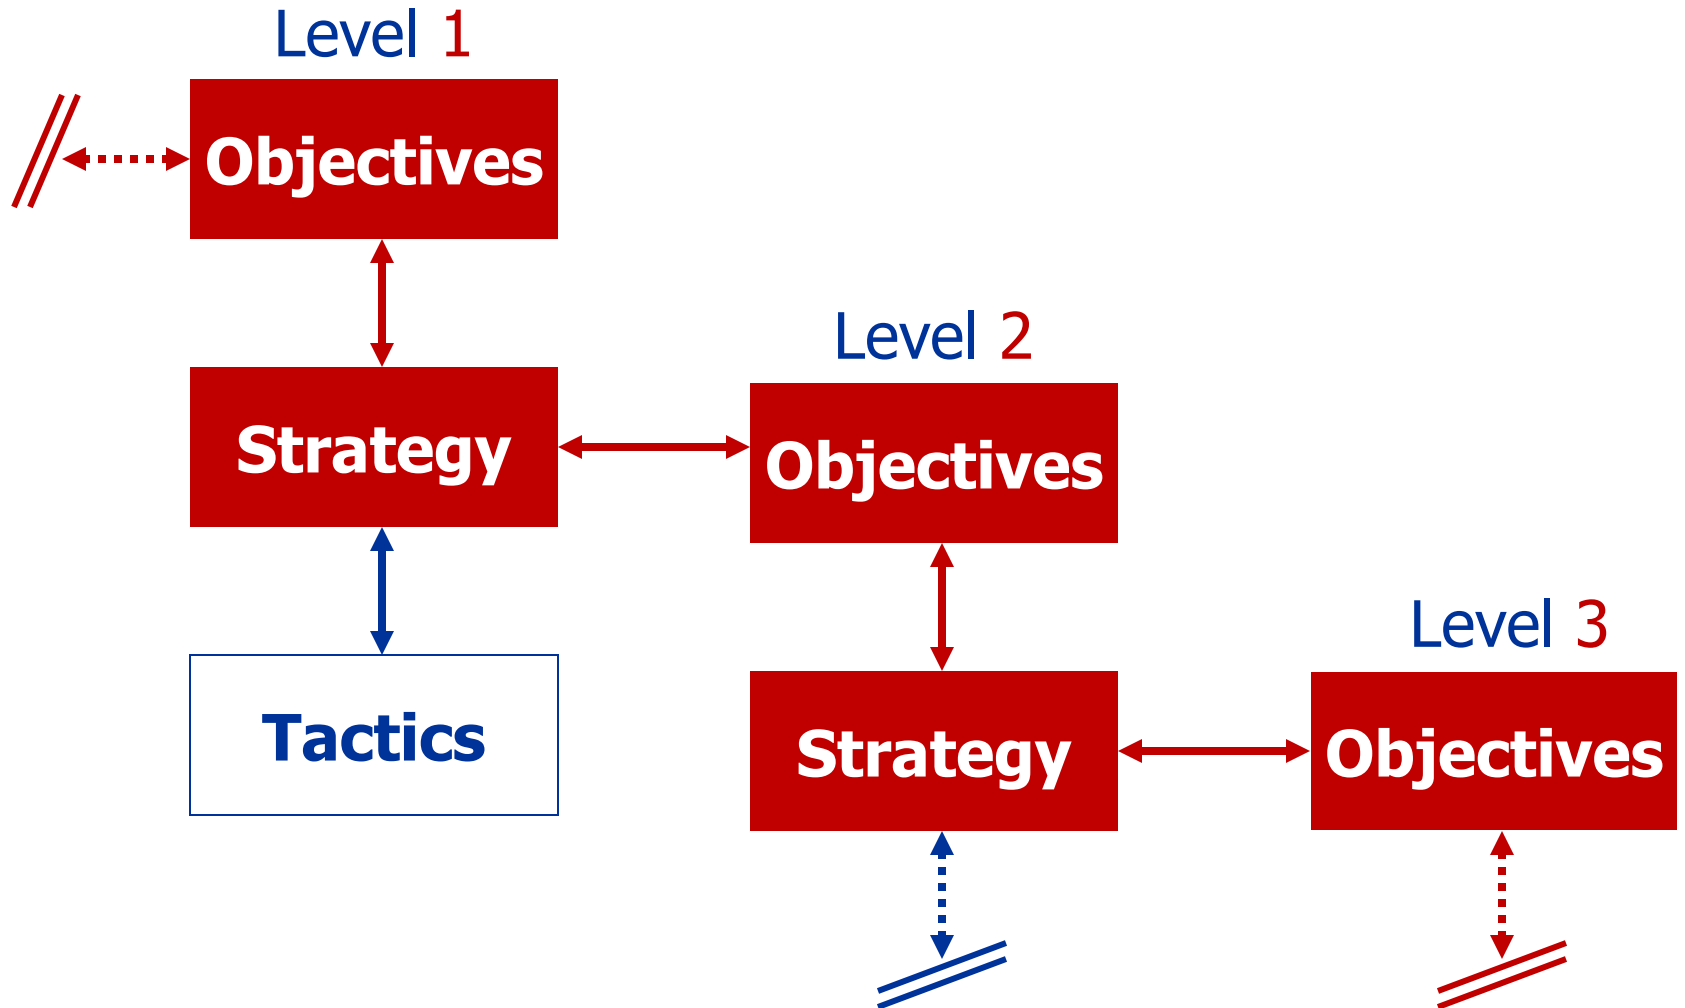 Level 1
Objectives
Strategy
Tactics
Level 2
Objectives
Strategy
Level 3
Objectives